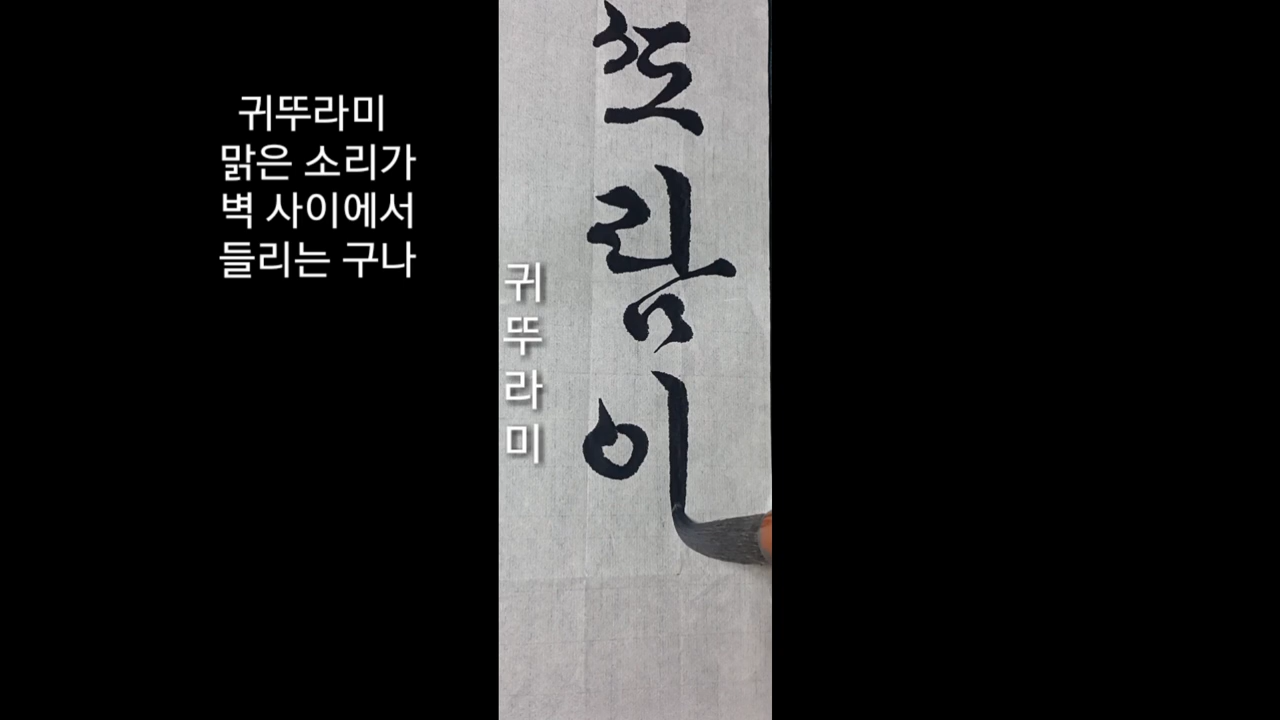 귀뚜라미
맑은 소리가
벽 사이에서
들리는 구나
귀뚜라미
람이